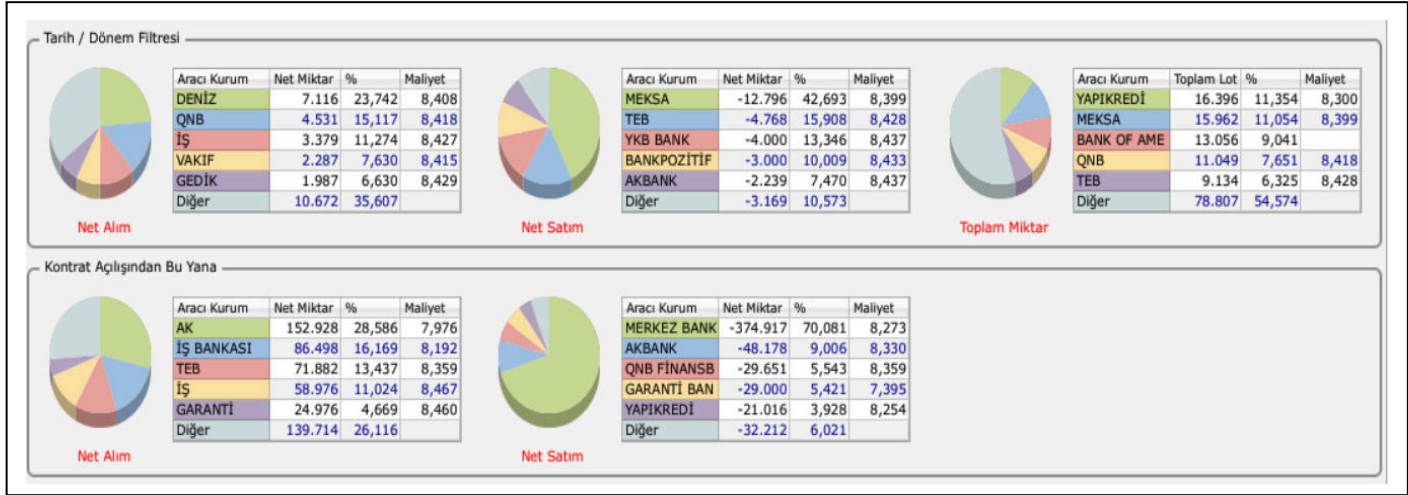 Tarih / Dönem Filtresi
Aracı Kurum Net Miktar % Maliyet
DENİZ 7.116 23,742 8,408
QNB 4.531 15,117 8,418
İŞ 3.379 11,274 8,427
VAKIF 2.287 7,630 8,415
GEDİK 1.987 6,630 8,429
Diğer 10.672 35,607
Net Alım
Aracı Kurum Net Miktar % Maliyet
MEKSA -12.796 42,693 8,399
TEB -4.768 15,908 8,428
YKB BANK -4.000 13,346 8,437
BANKPOZİTİF -3.000 10,009 8,433
AKBANK -2.239 7,470 8,437
Diğer -3.169 10,573
Net Satım
Aracı Kurum Toplam Lot % Maliyet
YAPIKREDİ 16.396 11,354 8,300
MEKSA 15.962 11,054 8,399
BANK OF AME 13.056 9,041
QNB 11.049 7,651 8,418
TEB 9.134 6,325 8,428
Diğer 78.807 54,574
Toplam Miktar
Kontrat Açılışından Bu Yana
Aracı Kurum Net Miktar % Maliyet
AK 152.928 28,586 7,976
İŞ BANKASI 86.498 16,169 8,192
TEB 71.882 13,437 8,359
İŞ 58.976 11,024 8,467
GARANTİ 24.976 4,669 8,460
Diğer 139.714 26,116
Net Alım
Aracı Kurum Net Miktar % Maliyet
MERKEZ BANK -374.917 70,081 8,273
AKBANK -48.178 9,006 8,330
QNB FİNANSB -29.651 5,543 8,359
GARANTİ BAN -29.000 5,421 7,395
YAPIKREDİ -21.016 3,928 8,254
Diğer -32.212 6,021
Net Satım